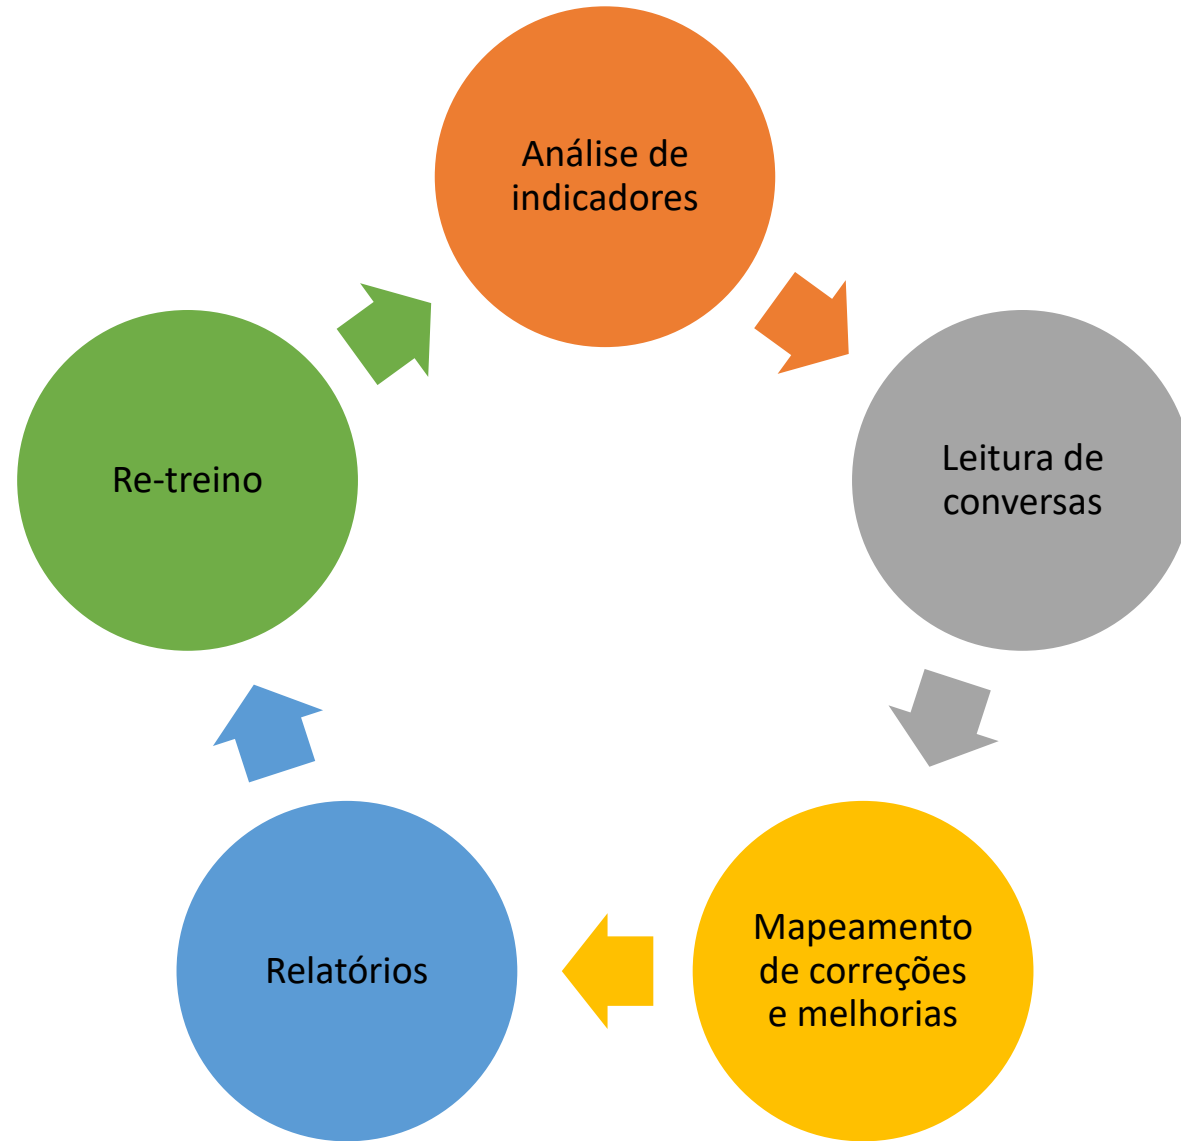 Análise de
indicadores
Leitura de
conversas
Mapeamento
de correções
e melhorias
Relatórios
Re-treino